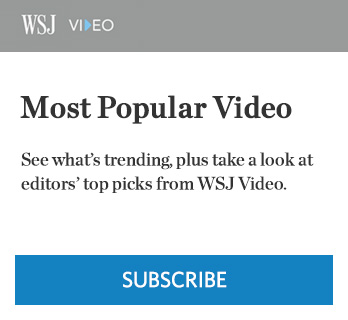 WSJ VIDEO
Most Popular Video
See what's trending, plus take a look at
editors' top picks from WSJ Video.
SUBSCRIBE